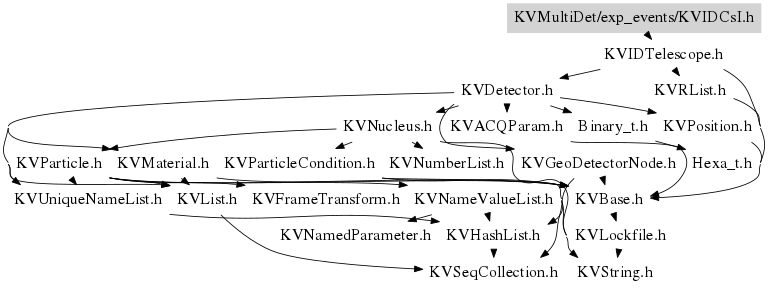 KVMultiDet/exp_events/KVIDCsI.h
KVIDTelescope.h
KVDetector.h
KVRList.h
KVNucleus.h
KVACQParam.h
Binary_t.h
KVPosition.h
KVParticle.h
KVMaterial.h
KVParticleCondition.h
KVNumberList.h
KVGeoDetectorNode.h
Hexa_t.h
KVUniqueNameList.h
KVList.h
KVFrameTransform.h
KVNameValueList.h
KVBase.h
KVNamedParameter.h
KVHashList.h
KVLockfile.h
KVSeqCollection.h
KVString.h